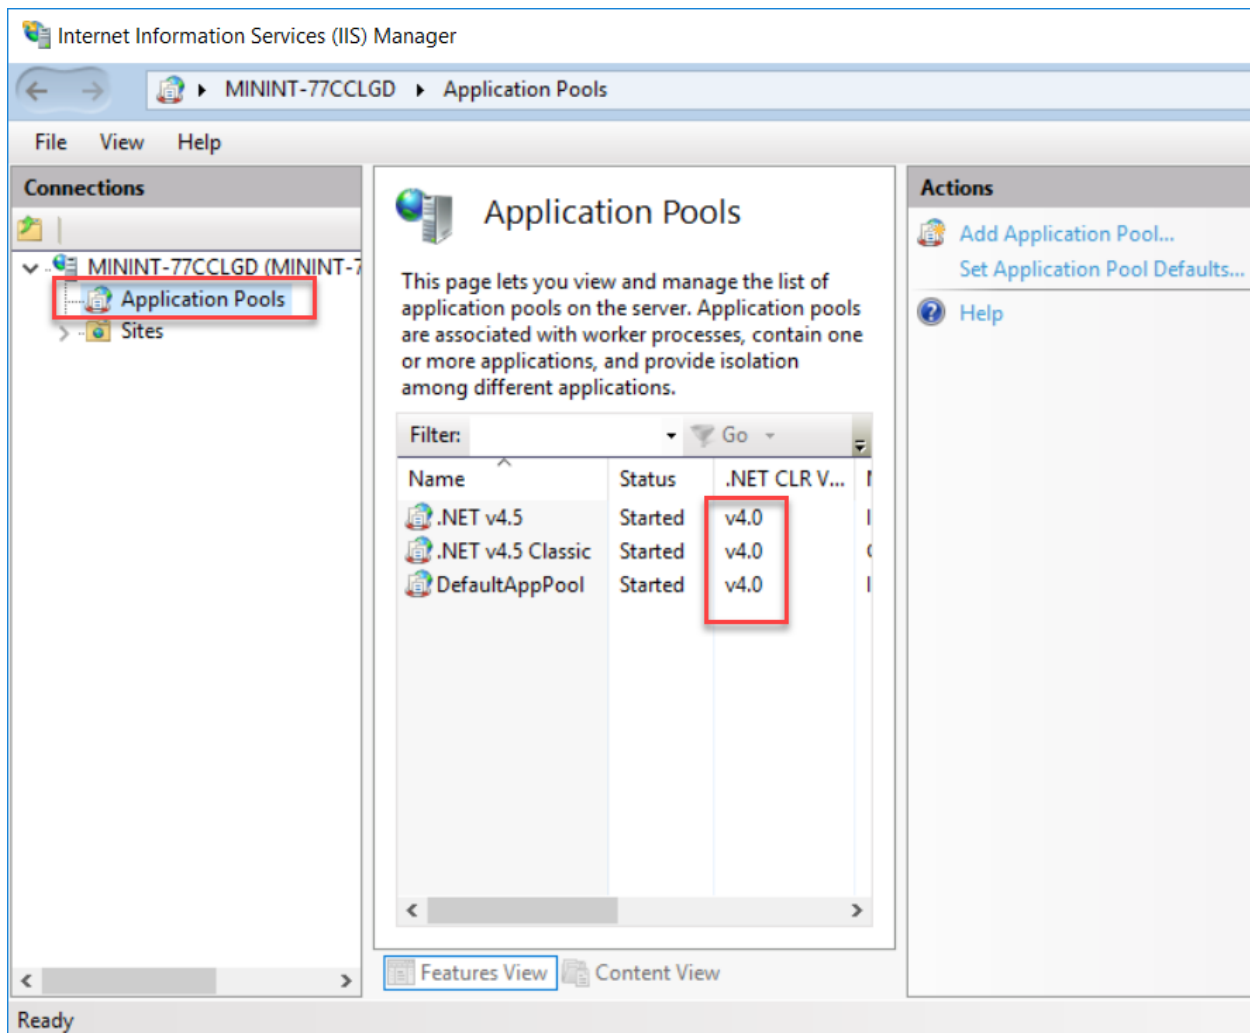 Internet Information Services (IIS) Manager
MININT-77CCLGD Application Pools
File View Help
Connections
MININT-77CCLGD (MININT-7
Application Pools
Sites
Application Pools
This page lets you view and manage the list of
application pools on the server. Application pools
are associated with worker processes, contain one
or more applications, and provide isolation
among different applications.
Filter: Go
Name Status .NET CLR V...
.NET v4.5 Started v4.0
.NET v4.5 Classic Started v4.0
DefaultAppPool Started v4.0
Features View Content View
Actions
Add Application Pool...
Set Application Pool Defaults...
Help
Ready